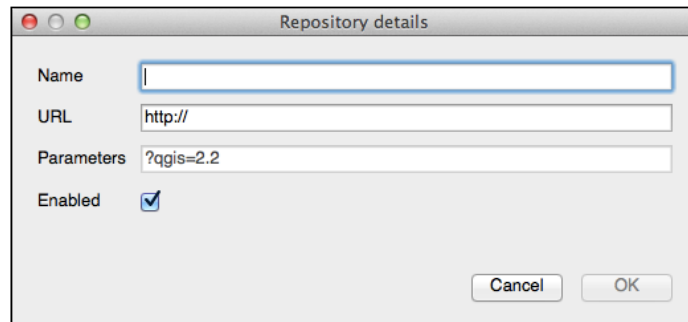 Repository details
Name
URL http://
Parameters ?qgis=2.2
Enabled
Cancel OK